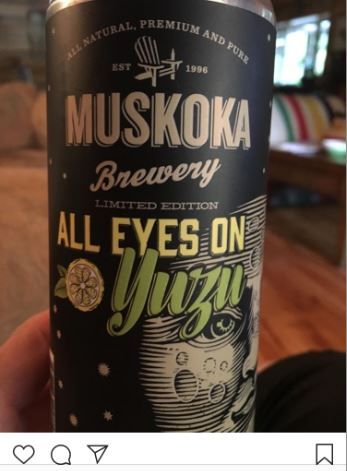 ALL NATURAL, PREMIUM AND PURE
EST 1996
MUSKOKA
Brewery
LIMITED EDITION
ALL EYES ON
Yuzu